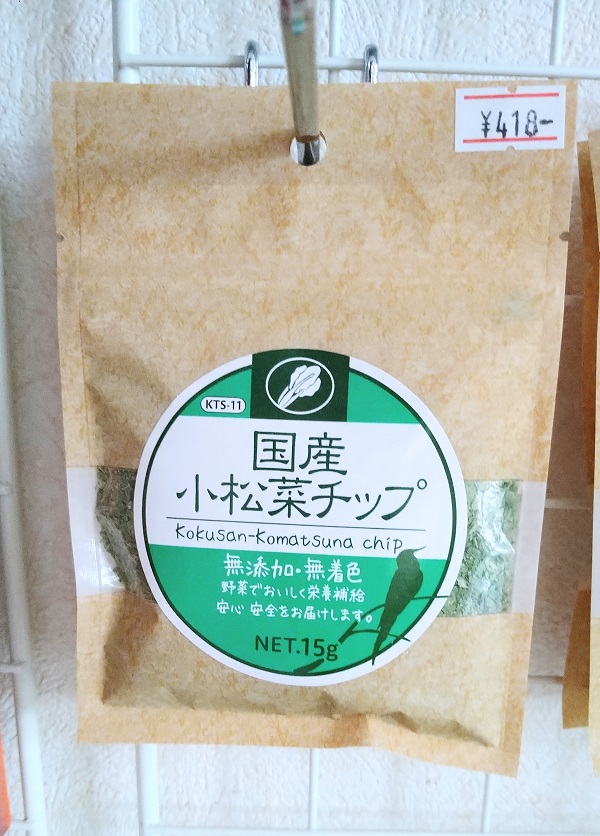 ¥418-
KTS-11
国産
小松菜チップ
Kokusan-Komatsuna chip
無添加・無着色
野菜でおいしく栄養補給
安心 安全をお届けします。
NET.15g